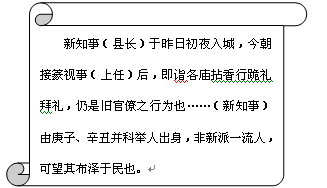 新知亊（县长）于昨日初夜入城，今朝
接篆视亊（上任）后，即诣各庙拈香行跪礼
拜礼，仍是旧官僚之行为也……（新知亊）
由庚子、辛丑并科举人出身，非新派一流人，
可望其布泽于民也。